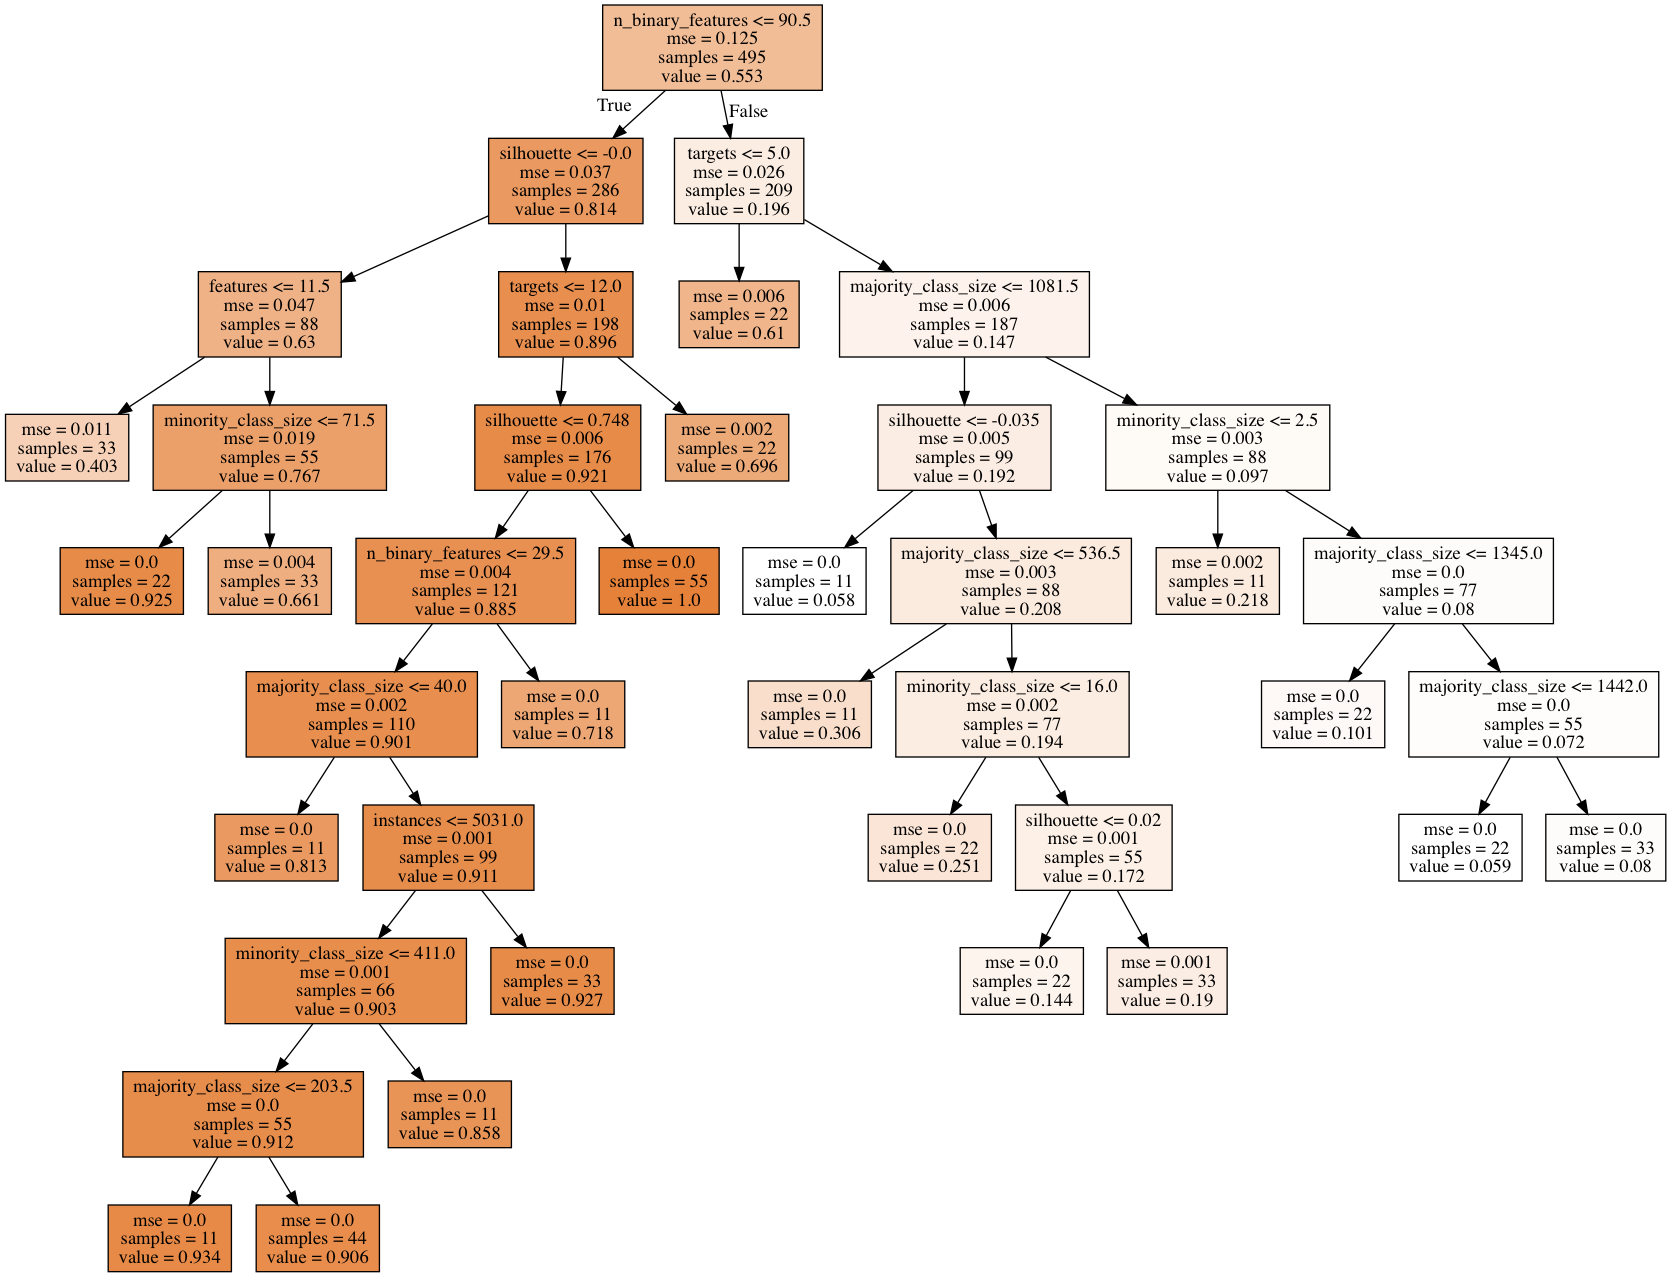 n_binary_features <= 90.5
mse = 0.125
samples = 495
value = 0.553
True
False
silhouette <= -0.0
mse = 0.037
samples = 286
value = 0.814
targets <= 5.0
mse = 0.026
samples = 209
value = 0.196
features <= 11.5
mse = 0.047
samples = 88
value = 0.63
targets <= 12.0
mse = 0.01
samples = 198
value = 0.896
mse = 0.006
samples = 22
value = 0.61
majority_class_size <= 1081.5
mse = 0.006
samples = 187
value = 0.147
mse = 0.011
samples = 33
value = 0.403
minority_class_size <= 71.5
mse = 0.019
samples = 55
value = 0.767
silhouette <= 0.748
mse = 0.006
samples = 176
value = 0.921
mse = 0.002
samples = 22
value = 0.696
silhouette <= -0.035
mse = 0.005
samples = 99
value = 0.192
minority_class_size <= 2.5
mse = 0.003
samples = 88
value = 0.097
mse = 0.0
samples = 22
value = 0.925
mse = 0.004
samples = 33
value = 0.661
n_binary_features <= 29.5
mse = 0.004
samples = 121
value = 0.885
mse = 0.0
samples = 55
value = 1.0
mse = 0.0
samples = 11
value = 0.058
majority_class_size <= 536.5
mse = 0.003
samples = 88
value = 0.208
mse = 0.002
samples = 11
value = 0.218
majority_class_size <= 1345.0
mse = 0.0
samples = 77
value = 0.08
majority_class_size <= 40.0
mse = 0.002
samples = 110
value = 0.901
mse = 0.0
samples = 11
value = 0.718
mse = 0.0
samples = 11
value = 0.306
minority_class_size <= 16.0
mse = 0.002
samples = 77
value = 0.194
mse = 0.0
samples = 22
value = 0.101
majority_class_size <= 1442.0
mse = 0.0
samples = 55
value = 0.072
mse = 0.0
samples = 11
value = 0.813
instances <= 5031.0
mse = 0.001
samples = 99
value = 0.911
mse = 0.0
samples = 22
value = 0.251
silhouette <= 0.02
mse = 0.001
samples = 55
value = 0.172
mse = 0.0
samples = 22
value = 0.059
mse = 0.0
samples = 33
value = 0.08
minority_class_size <= 411.0
mse = 0.001
samples = 66
value = 0.903
mse = 0.0
samples = 33
value = 0.927
mse = 0.0
samples = 22
value = 0.144
mse = 0.001
samples = 33
value = 0.19
majority_class_size <= 203.5
mse = 0.0
samples = 55
value = 0.912
mse = 0.0
samples = 11
value = 0.858
mse = 0.0
samples = 11
value = 0.934
mse = 0.0
samples = 44
value = 0.906